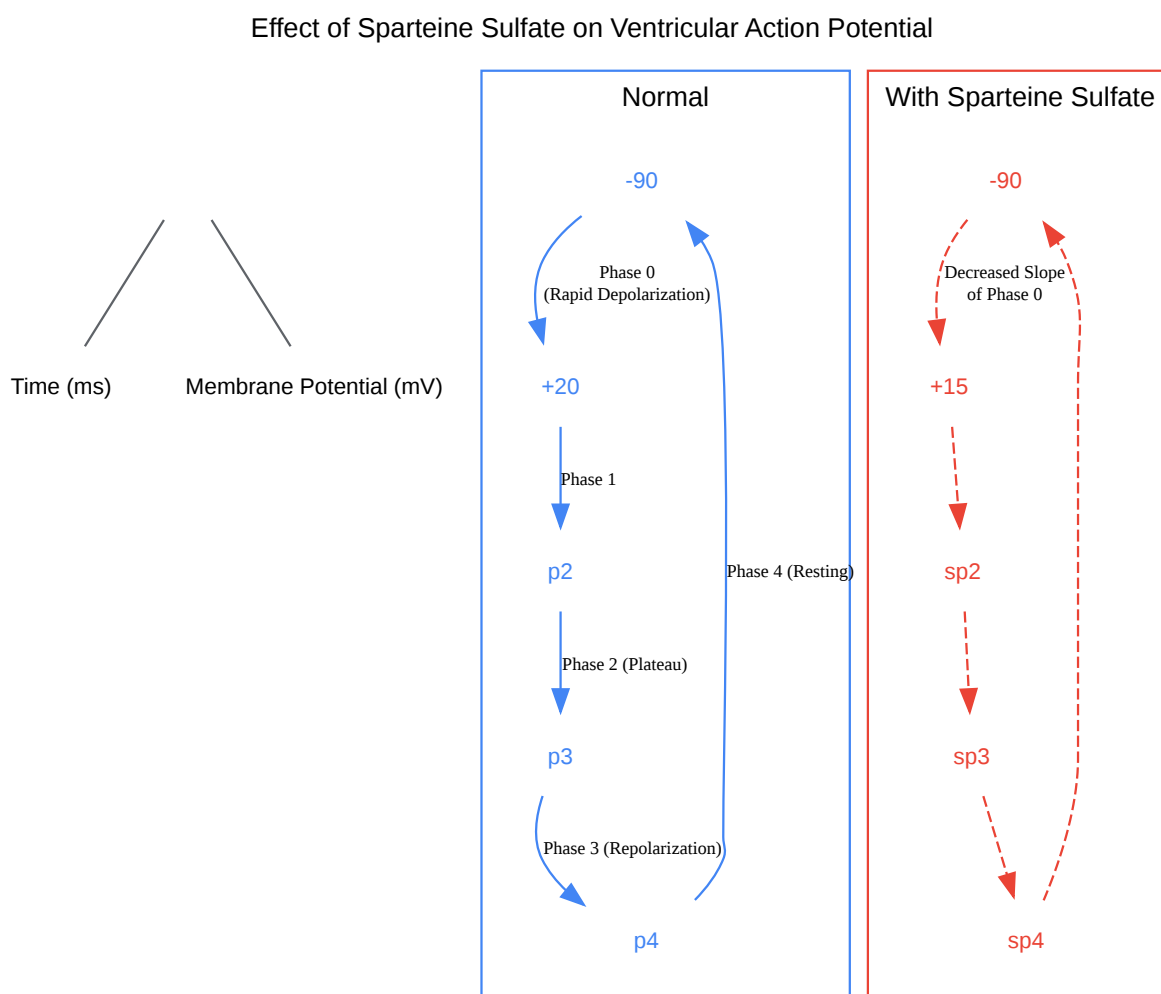 Effect of Sparteine Sulfate on Ventricular Action Potential
Normal
With Sparteine Sulfate
-90
-90
Phase 0
(Rapid Depolarization)
Decreased Slope
of Phase 0
Time (ms)
Membrane Potential (mV)
+20
+15
Phase 1
p2
sp2
Phase 4 (Resting)
Phase 2 (Plateau)
p3
sp3
Phase 3 (Repolarization)
p4
sp4